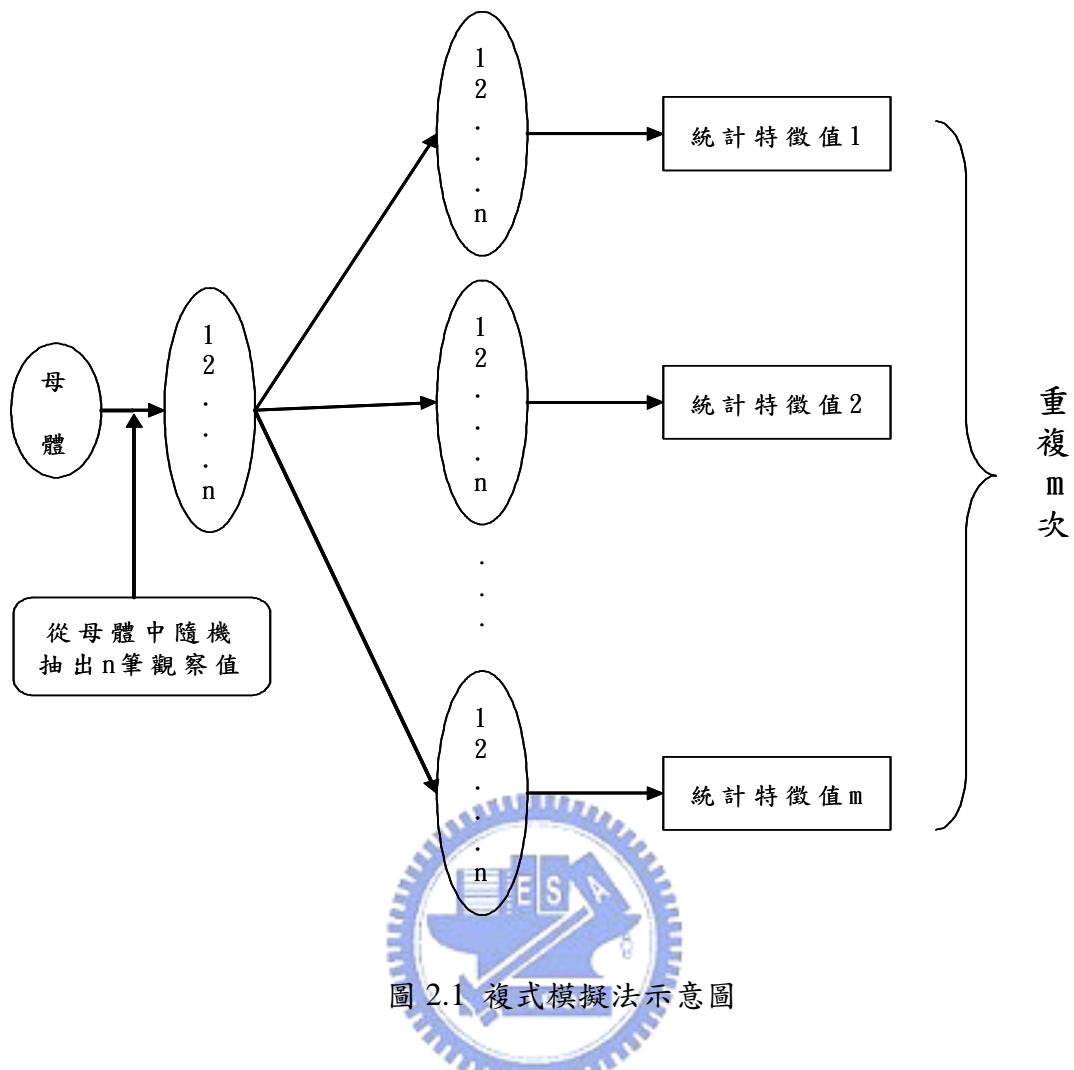 1
2
.
.
.
n
統計特徵值1
1
2
.
.
.
n
母
體
1
2
.
.
.
n
統計特徵值2
重
複
m
次
.
.
.
從母體中隨機
抽出n筆觀察值
1
2
.
.
.
n
統計特徵值m
E S A
圖 2.1 複式模擬法示意圖